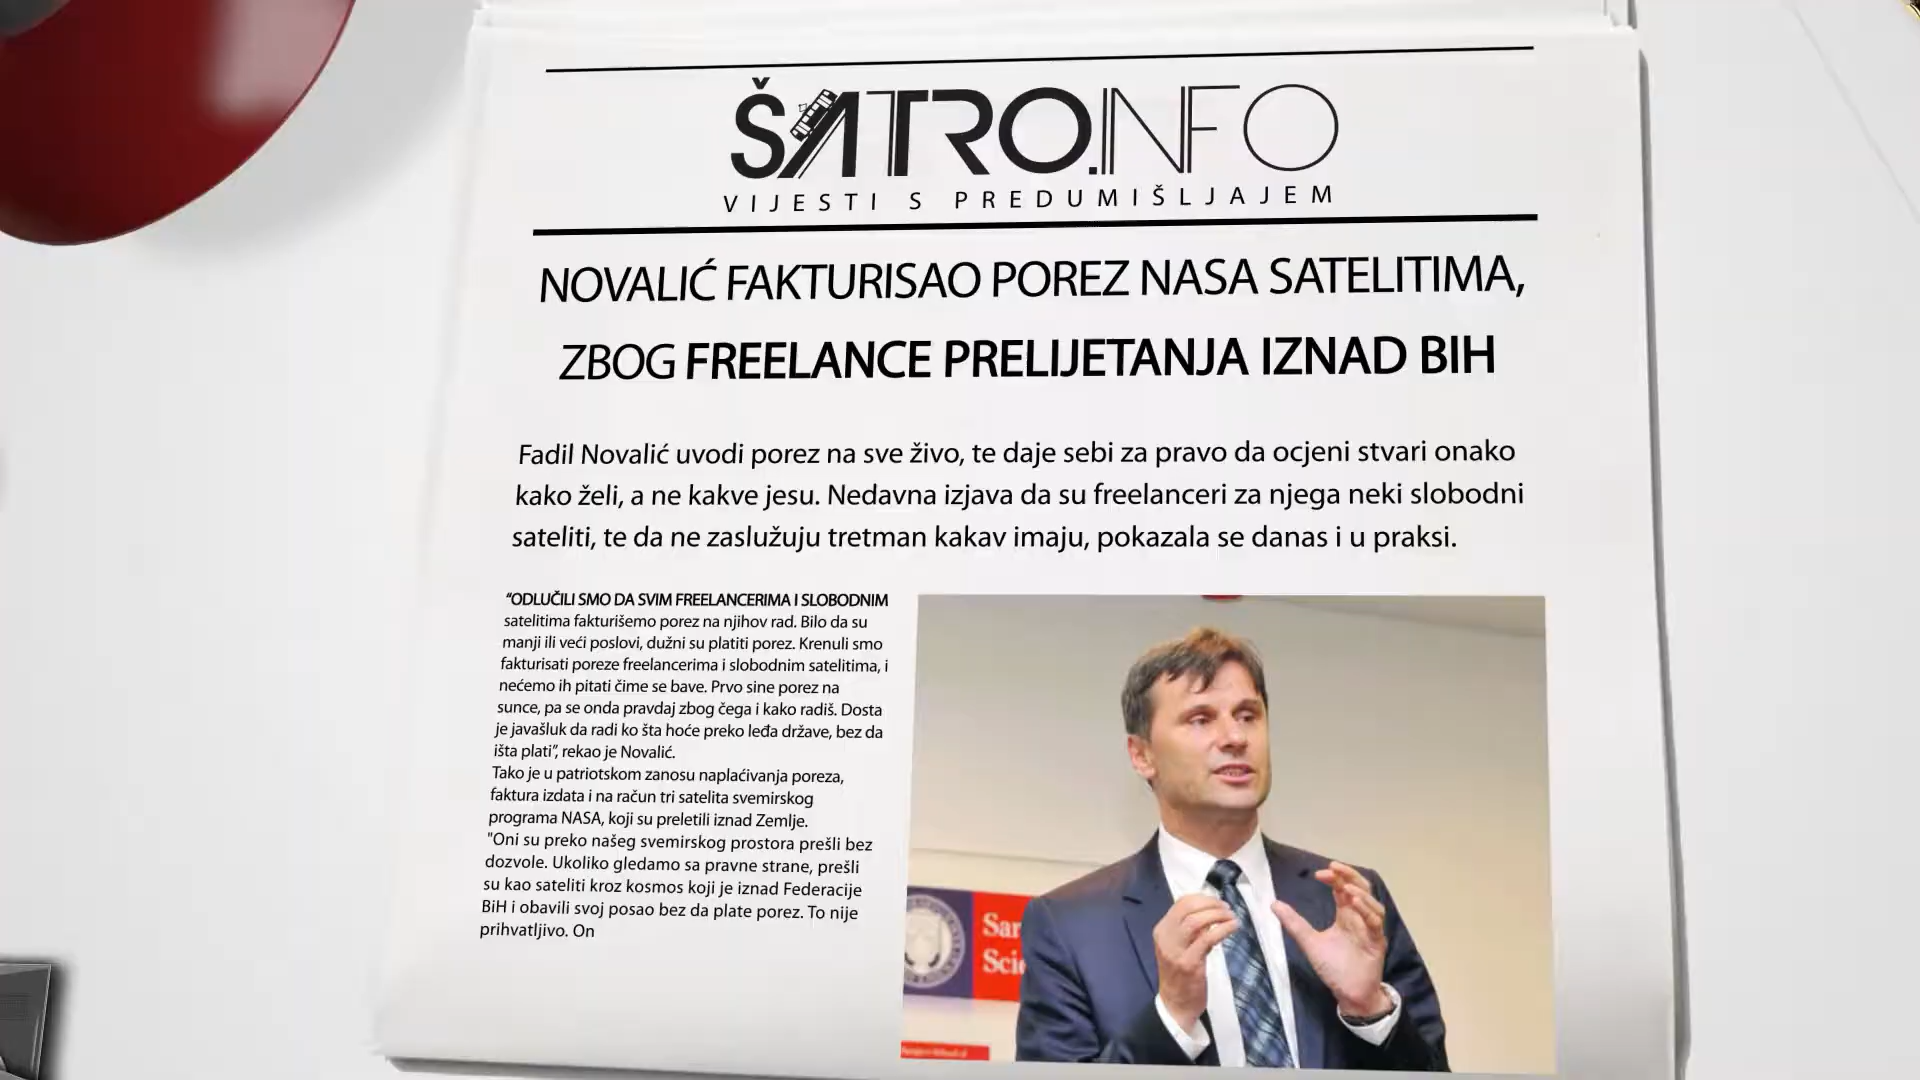 ŠATRO.INFO
VIJESTI S PREDUMIŠLJAJEM
NOVALIĆ FAKTURISAO POREZ NASA SATELITIMA,
ZBOG FREELANCE PRELIJETANJA IZNAD BIH
Fadil Novalić uvodi porez na sve živo, te daje sebi za pravo da ocjeni stvari onako
kako želi, a ne kakve jesu. Nedavna izjava da su freelanceri za njega neki slobodni
sateliti, te da ne zaslužuju tretman kakav imaju, pokazala se danas i u praksi.
“ODLUČILI SMO DA SVIM FREELANCERIMA I SLOBODNIM
satelitima fakturišemo porez na njihov rad. Bilo da su
manji ili veći poslovi, dužni su platiti porez. Krenuli smo
fakturisati poreze freelancerima i slobodnim satelitima, i
nećemo ih pitati čime se bave. Prvo sine porez na
sunce, pa se onda pravdaj zbog čega i kako radiš. Dosta
je javašluk da radi ko šta hoće preko leđa države, bez da
išta plati”, rekao je Novalić.
Tako je u patriotskom zanosu naplaćivanja poreza,
faktura izdata i na račun tri satelita svemirskog
programa NASA, koji su preletili iznad Zemlje.
"Oni su preko našeg svemirskog prostora prešli bez
dozvole. Ukoliko gledamo sa pravne strane, prešli
su kao sateliti kroz kosmos koji je iznad Federacije
BiH i obavili svoj posao bez da plate porez. To nije
prihvatljivo. On
Sar
Scie